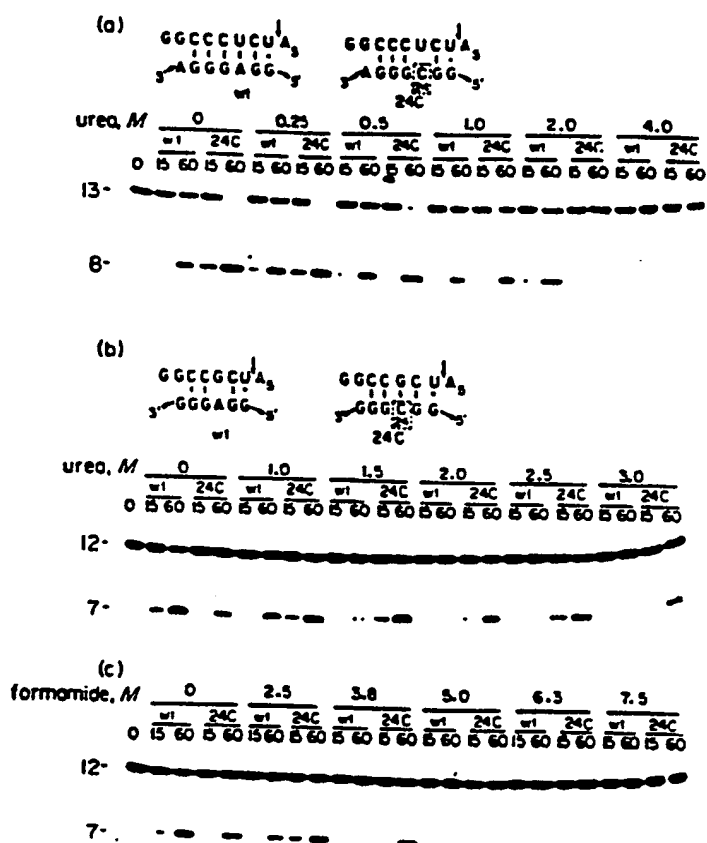 (a)
GGCCCUCU A5 GGCCCUCU A5
3' AGGGAGG 5' AGGGCGG 5'
wt 24C
urea, M 0 0.25 0.5 1.0 2.0 4.0
wt 24C wt 24C wt 24C wt 24C wt 24C wt 24C
0 15 60 15 60 15 60 15 60 15 60 15 60 15 60 15 60 15 60 15 60 15 60 15 60
13-
8-
(b)
GGCCGCU A5 GGCCGCU A5
3' GGGAGG 5' GGGCGG 5'
wt 24C
urea, M 0 1.0 1.5 2.0 2.5 3.0
wt 24C wt 24C wt 24C wt 24C wt 24C wt 24C
0 15 60 15 60 15 60 15 60 15 60 15 60 15 60 15 60 15 60 15 60 15 60 15 60
12-
7-
(c)
formamide, M 0 2.5 3.8 5.0 6.3 7.5
wt 24C wt 24C wt 24C wt 24C wt 24C wt 24C
0 15 60 15 60 15 60 15 60 15 60 15 60 15 60 15 60 15 60 15 60 15 60 15 60
12-
7-